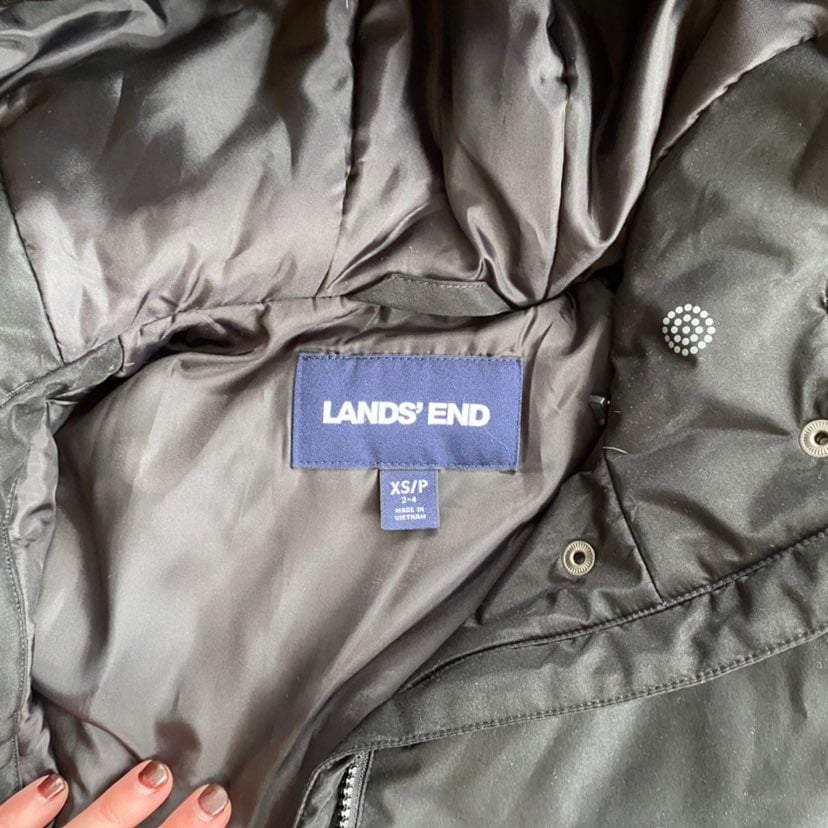 LANDS' END
XS/P
2-4
MADE IN
VIETNAM